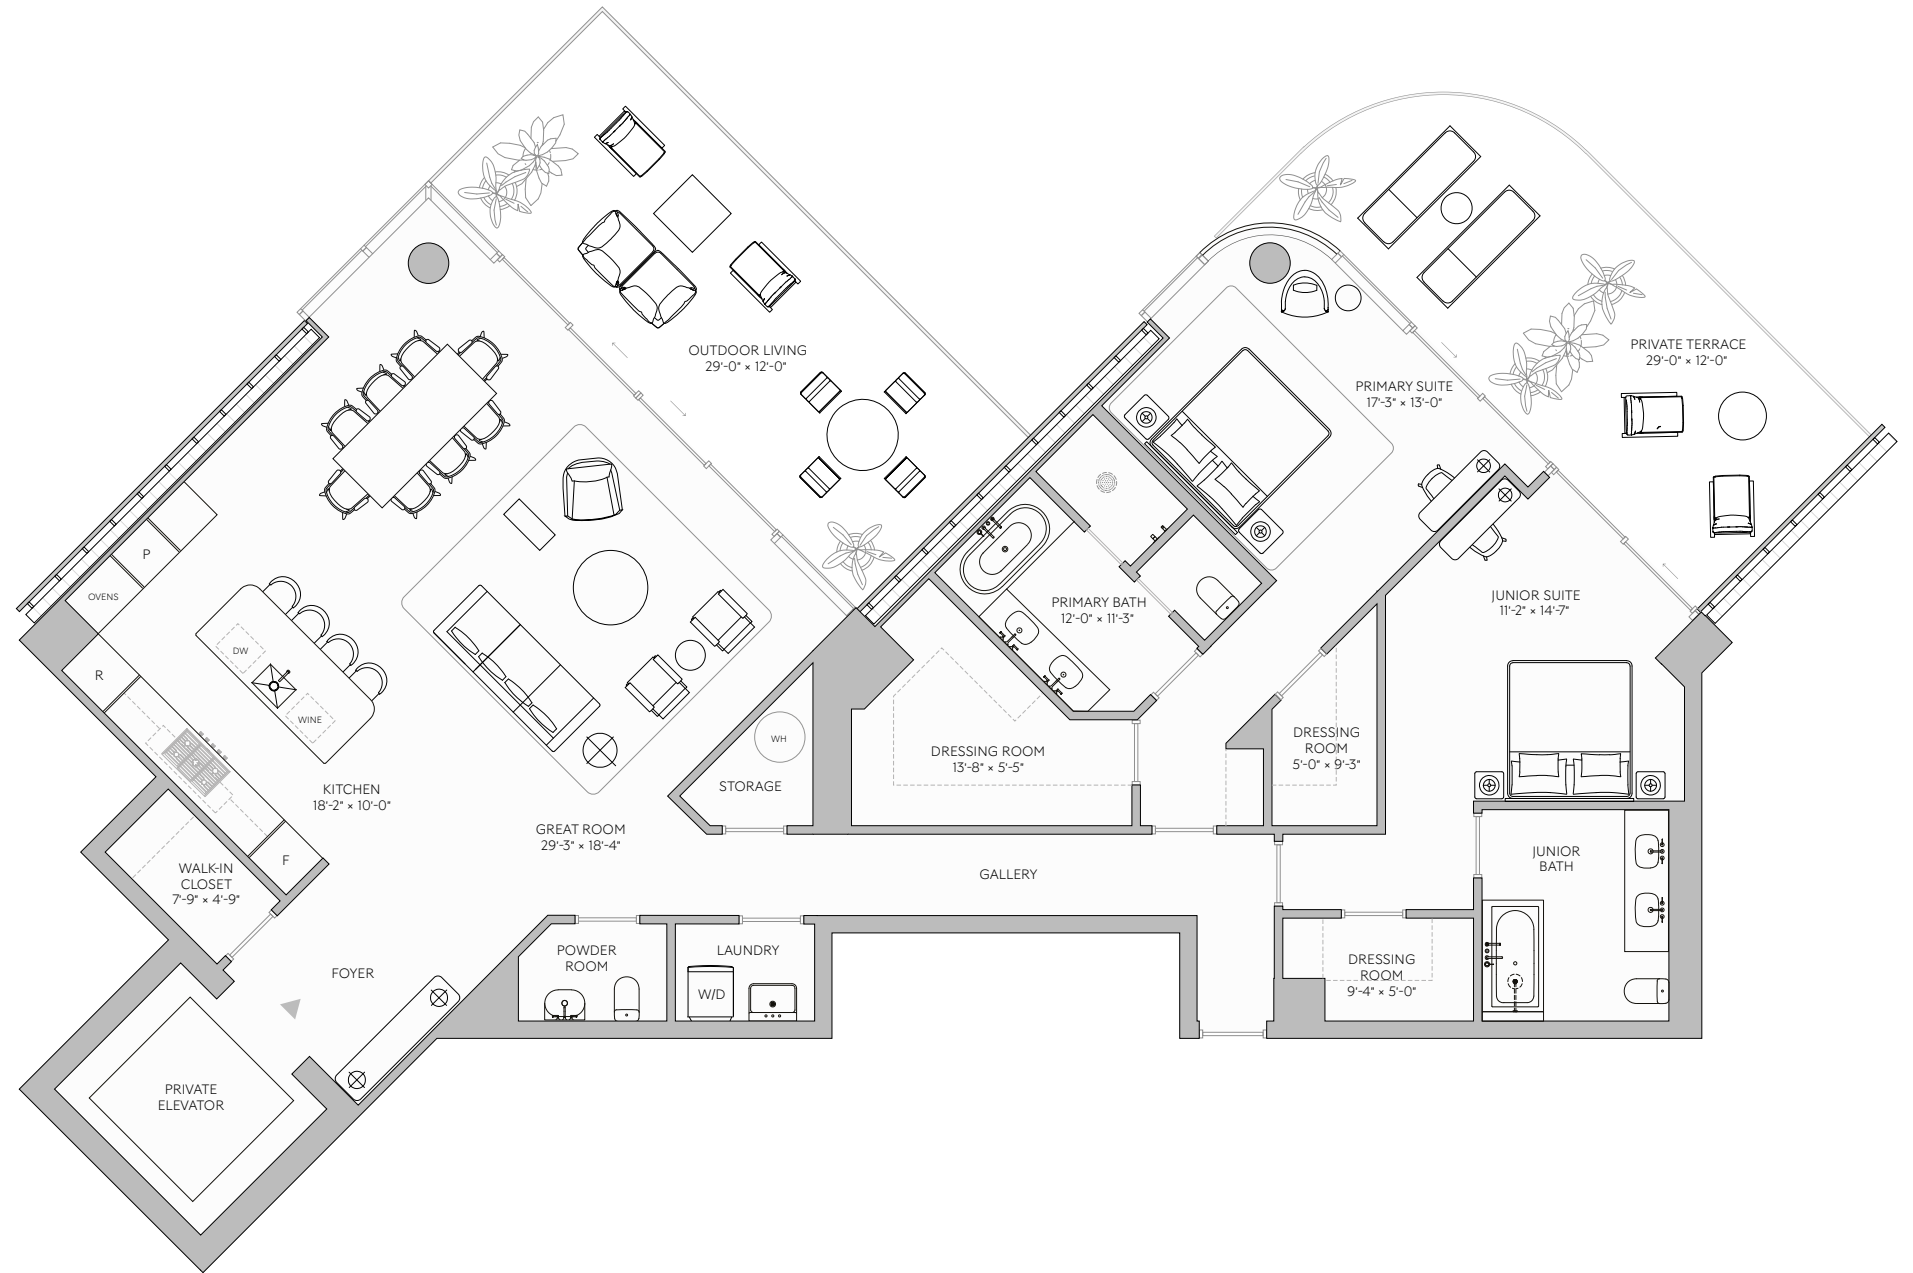 OUTDOOR LIVING
29'-0" × 12'-0"
PRIVATE TERRACE
29'-0" × 12'-0"
PRIMARY SUITE
17'-3" × 13'-0"
P
OVENS
R
DW
WINE
KITCHEN
18'-2" × 10'-0"
F
WALK-IN
CLOSET
7'-9" × 4'-9"
GREAT ROOM
29'-3" × 18'-4"
WH
STORAGE
PRIMARY BATH
12'-0" × 11'-3"
DRESSING ROOM
13'-8" × 5'-5"
DRESSING
ROOM
5'-0" × 9'-3"
JUNIOR SUITE
11'-2" × 14'-7"
JUNIOR
BATH
GALLERY
FOYER
POWDER
ROOM
LAUNDRY
W/D
DRESSING
ROOM
9'-4" × 5'-0"
PRIVATE
ELEVATOR